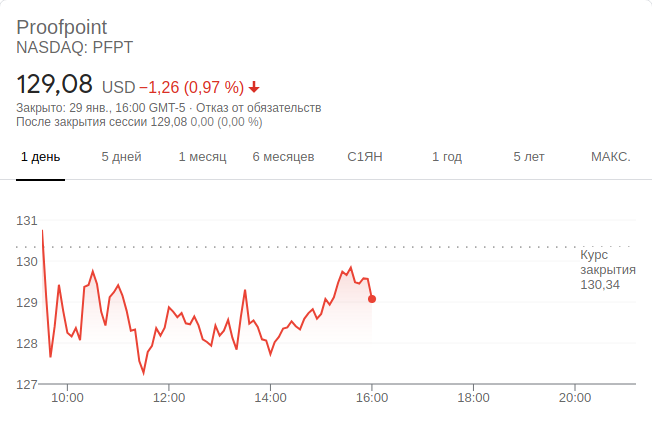 Proofpoint
NASDAQ: PFPT
129,08 USD −1,26 (0,97 %)
Закрыто: 29 янв., 16:00 GMT-5 · Отказ от обязательств
После закрытия сессии 129,08 0,00 (0,00 %)
1 день 5 дней 1 месяц 6 месяцев С1ЯН 1 год 5 лет МАКС.
131
130
129
128
127
Курс
закрытия
130,34
10:00 12:00 14:00 16:00 18:00 20:00